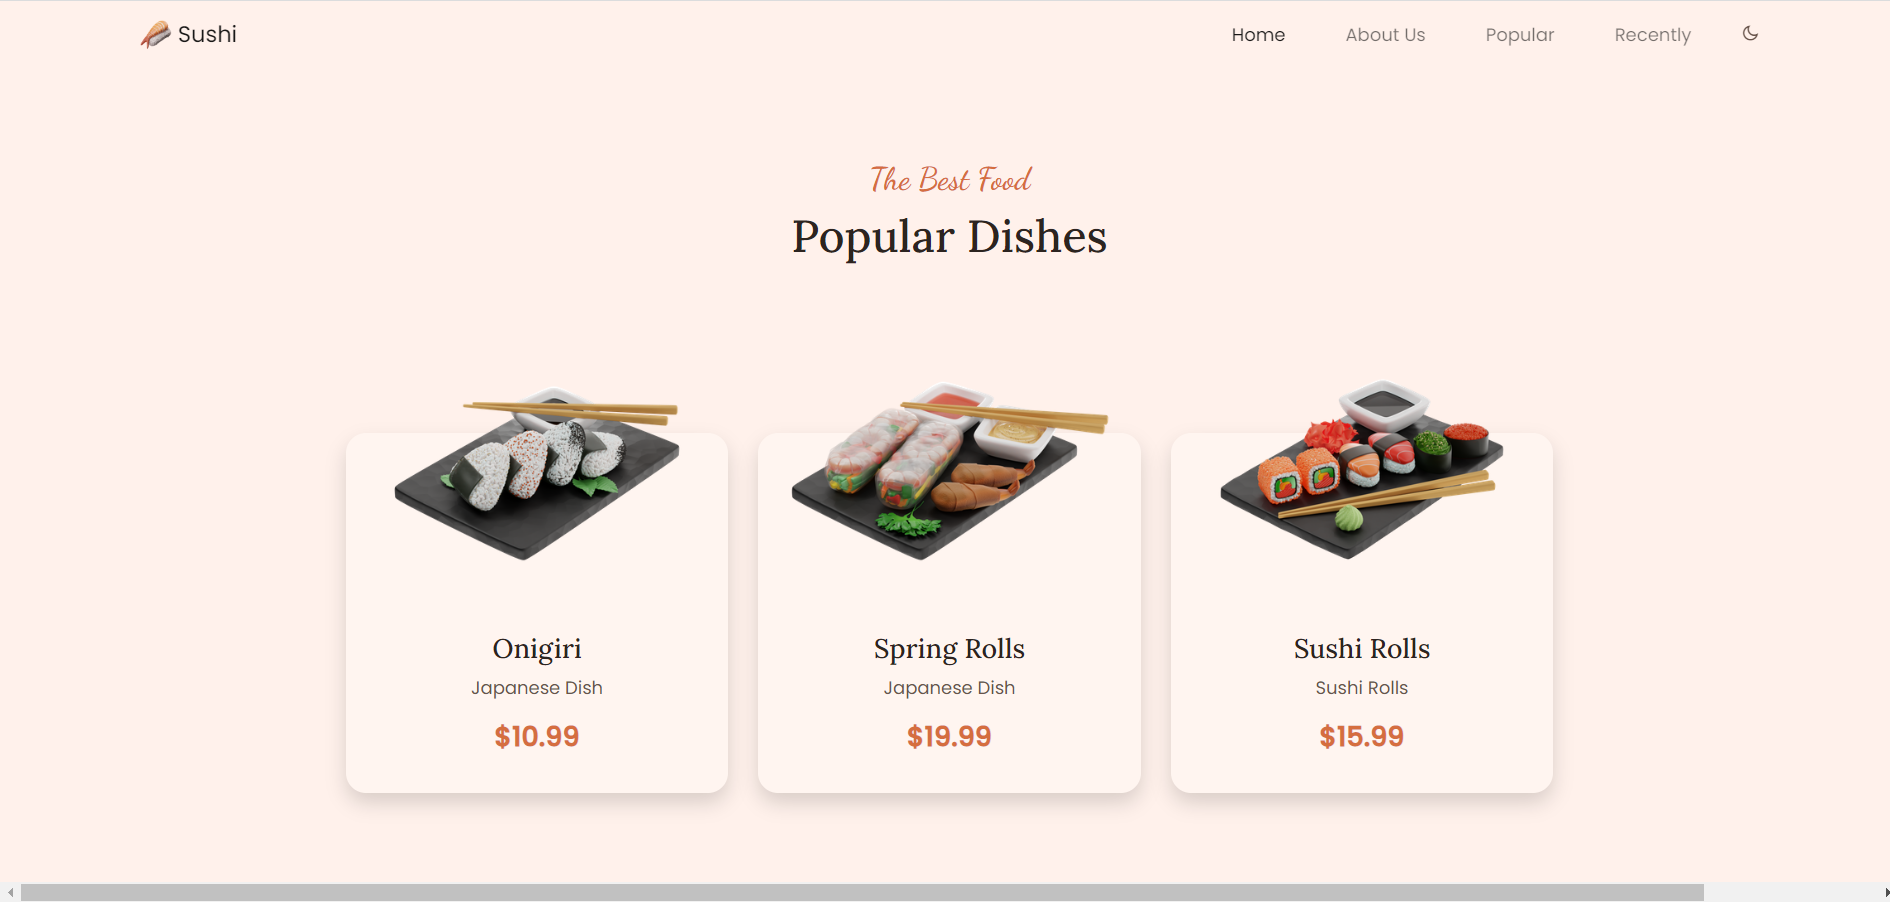 Sushi
Home About Us Popular Recently
The Best Food
Popular Dishes
Onigiri
Japanese Dish
$10.99
Spring Rolls
Japanese Dish
$19.99
Sushi Rolls
Sushi Rolls
$15.99